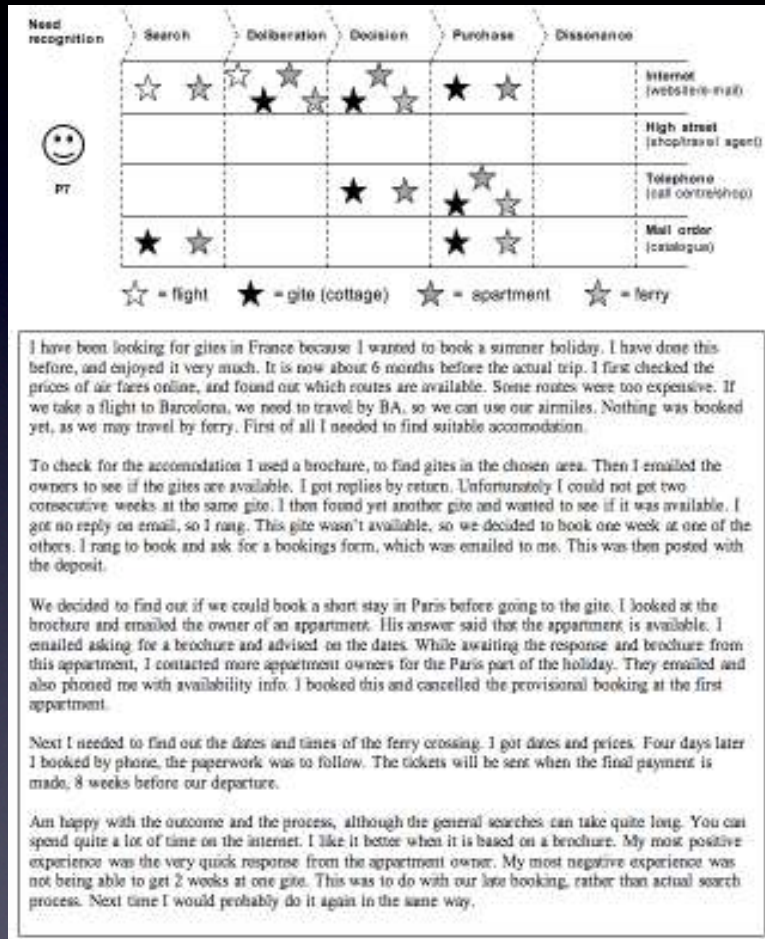 Need
recognition
Search
Deliberation
Decision
Purchase
Dissonance
Internet
(website/e-mail)
High street
(shop/travel agent)
P7
Telephone
(call centre/shop)
Mail order
(catalogue)
= flight
= gite (cottage)
= apartment
= ferry
I have been looking for gites in France because I wanted to book a summer holiday. I have done this
before, and enjoyed it very much. It is now about 6 months before the actual trip. I first checked the
prices of air fares online, and found out which routes are available. Some routes were too expensive. If
we take a flight to Barcelona, we need to travel by BA, so we can use our airmiles. Nothing was booked
yet, as we may travel by ferry. First of all I needed to find suitable accomodation.
To check for the accomodation I used a brochure, to find gites in the chosen area. Then I emailed the
owners to see if the gites are available. I got replies by return. Unfortunately I could not get two
consecutive weeks at the same gite. I then found yet another gite and wanted to see if it was available. I
got no reply on email, so I rang. This gite wasn't available, so we decided to book one week at one of the
others. I rang to book and ask for a bookings form, which was emailed to me. This was then posted with
the deposit.
We decided to find out if we could book a short stay in Paris before going to the gite. I looked at the
brochure and emailed the owner of an appartment. His answer said that the appartment is available. I
emailed asking for a brochure and advised on the dates. While awaiting the response and brochure from
this appartment, I contacted more appartment owners for the Paris part of the holiday. They emailed and
also phoned me with availability info. I booked this and cancelled the provisional booking at the first
appartment.
Next I needed to find out the dates and times of the ferry crossing. I got dates and prices. Four days later
I booked by phone, the paperwork was to follow. The tickets will be sent when the final payment is
made, 8 weeks before our departure.
Am happy with the outcome and the process, although the general searches can take quite long. You can
spend quite a lot of time on the internet. I like it better when it is based on a brochure. My most positive
experience was the very quick response from the appartment owner. My most negative experience was
not being able to get 2 weeks at one gite. This was to do with our late booking, rather than actual search
process. Next time I would probably do it again in the same way.